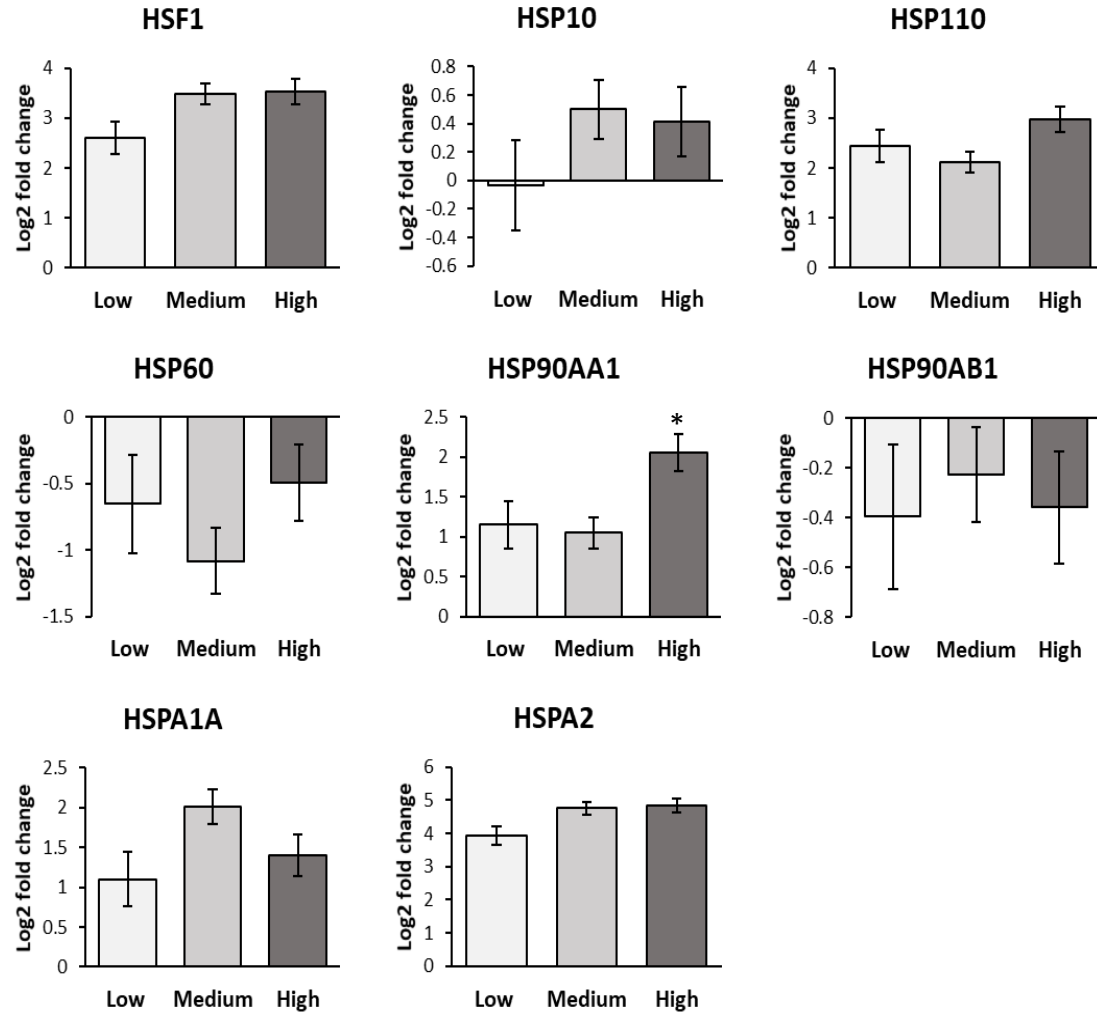 HSF1
Log2 fold change
4
3
2
1
0
Low Medium High
HSP10
Log2 fold change
0.8
0.6
0.4
0.2
0
-0.2
-0.4
-0.6
Low Medium High
HSP110
Log2 fold change
4
3
2
1
0
Low Medium High
HSP60
Log2 fold change
0
-0.5
-1
-1.5
Low Medium High
HSP90AA1
Log2 fold change
2.5
2
1.5
1
0.5
0
*
Low Medium High
HSP90AB1
Log2 fold change
0
-0.2
-0.4
-0.6
-0.8
Low Medium High
HSPA1A
Log2 fold change
2.5
2
1.5
1
0.5
0
Low Medium High
HSPA2
Log2 fold change
6
5
4
3
2
1
0
Low Medium High